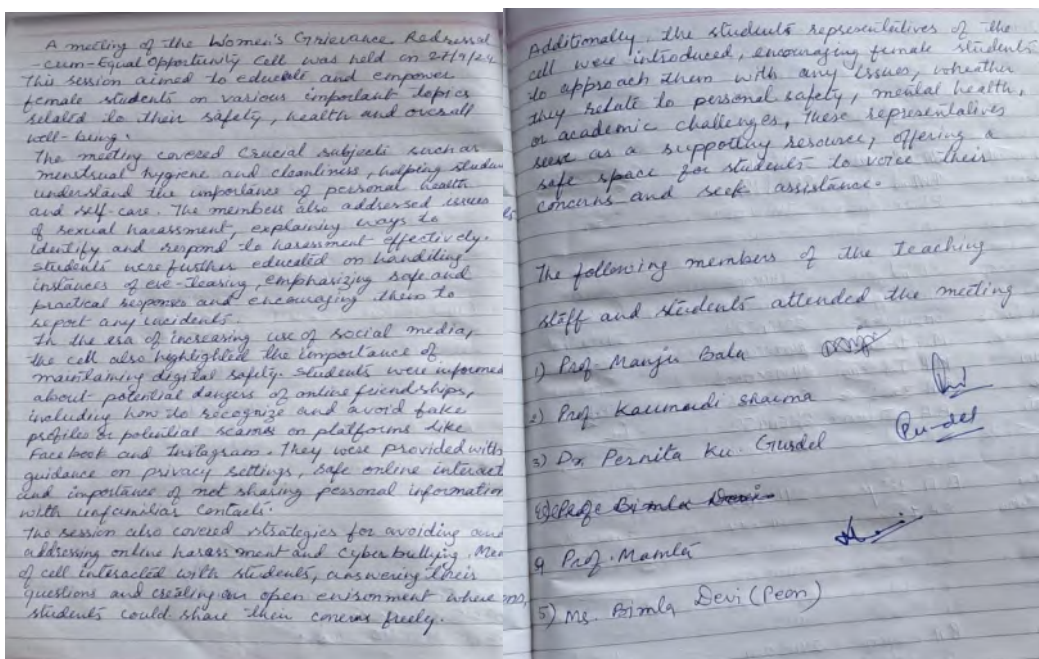 A meeting of the Women's Grievance Redressal
-cum-Equal Opportunity Cell was held on 27/9/24
This session aimed to educate and empower
female students on various important topics
related to their safety, health and overall
well-being.
The meeting covered crucial subjects such as
menstrual hygiene and cleanliness, helping studen
understand the importance of personal health
and self-care. The members also addressed issues
of sexual harassment, explaining ways to
identify and respond to harassment effectively.
students were further educated on handiling
instances of eve-teasing, emphasizing safe and
practical responses and encouraging them to
report any incidents.
In the era of increasing use of social media,
the cell also highlighted the importance of
maintaining digital safety. Students were informed
about potential dangers of online friendships,
including how to recognize and avoid fake
profiles or potential scams on platforms like
Facebook and Instagram. They were provided with
guidance on privacy settings, safe online interact
and importance of not sharing personal information
with unfamiliar contacts.
The session also covered strategies for avoiding and
addressing online harassment and cyberbullying. Mem
of cell interacted with students, answering their
questions and creating an open enironment where
students could share their concerns freely.
Additionally, the students representatives of the
cell were introduced, encouraging female students
to approach them with any issues, wheather
they relate to personal safety, mental health,
or academic challenges, these representatives
serve as a supporting resource, offering a
safe space for students to voice their
concerns and seek assistance.
The following members of the teaching
staff and students attended the meeting
1) Prof. Manju Bala
2) Prof. Kaumudi Sharma
3) Dr. Pernita Ku. Gusdel
Bimla Devi
4 Prof. Mamla
5) Ms. Bimla Devi (Peon)